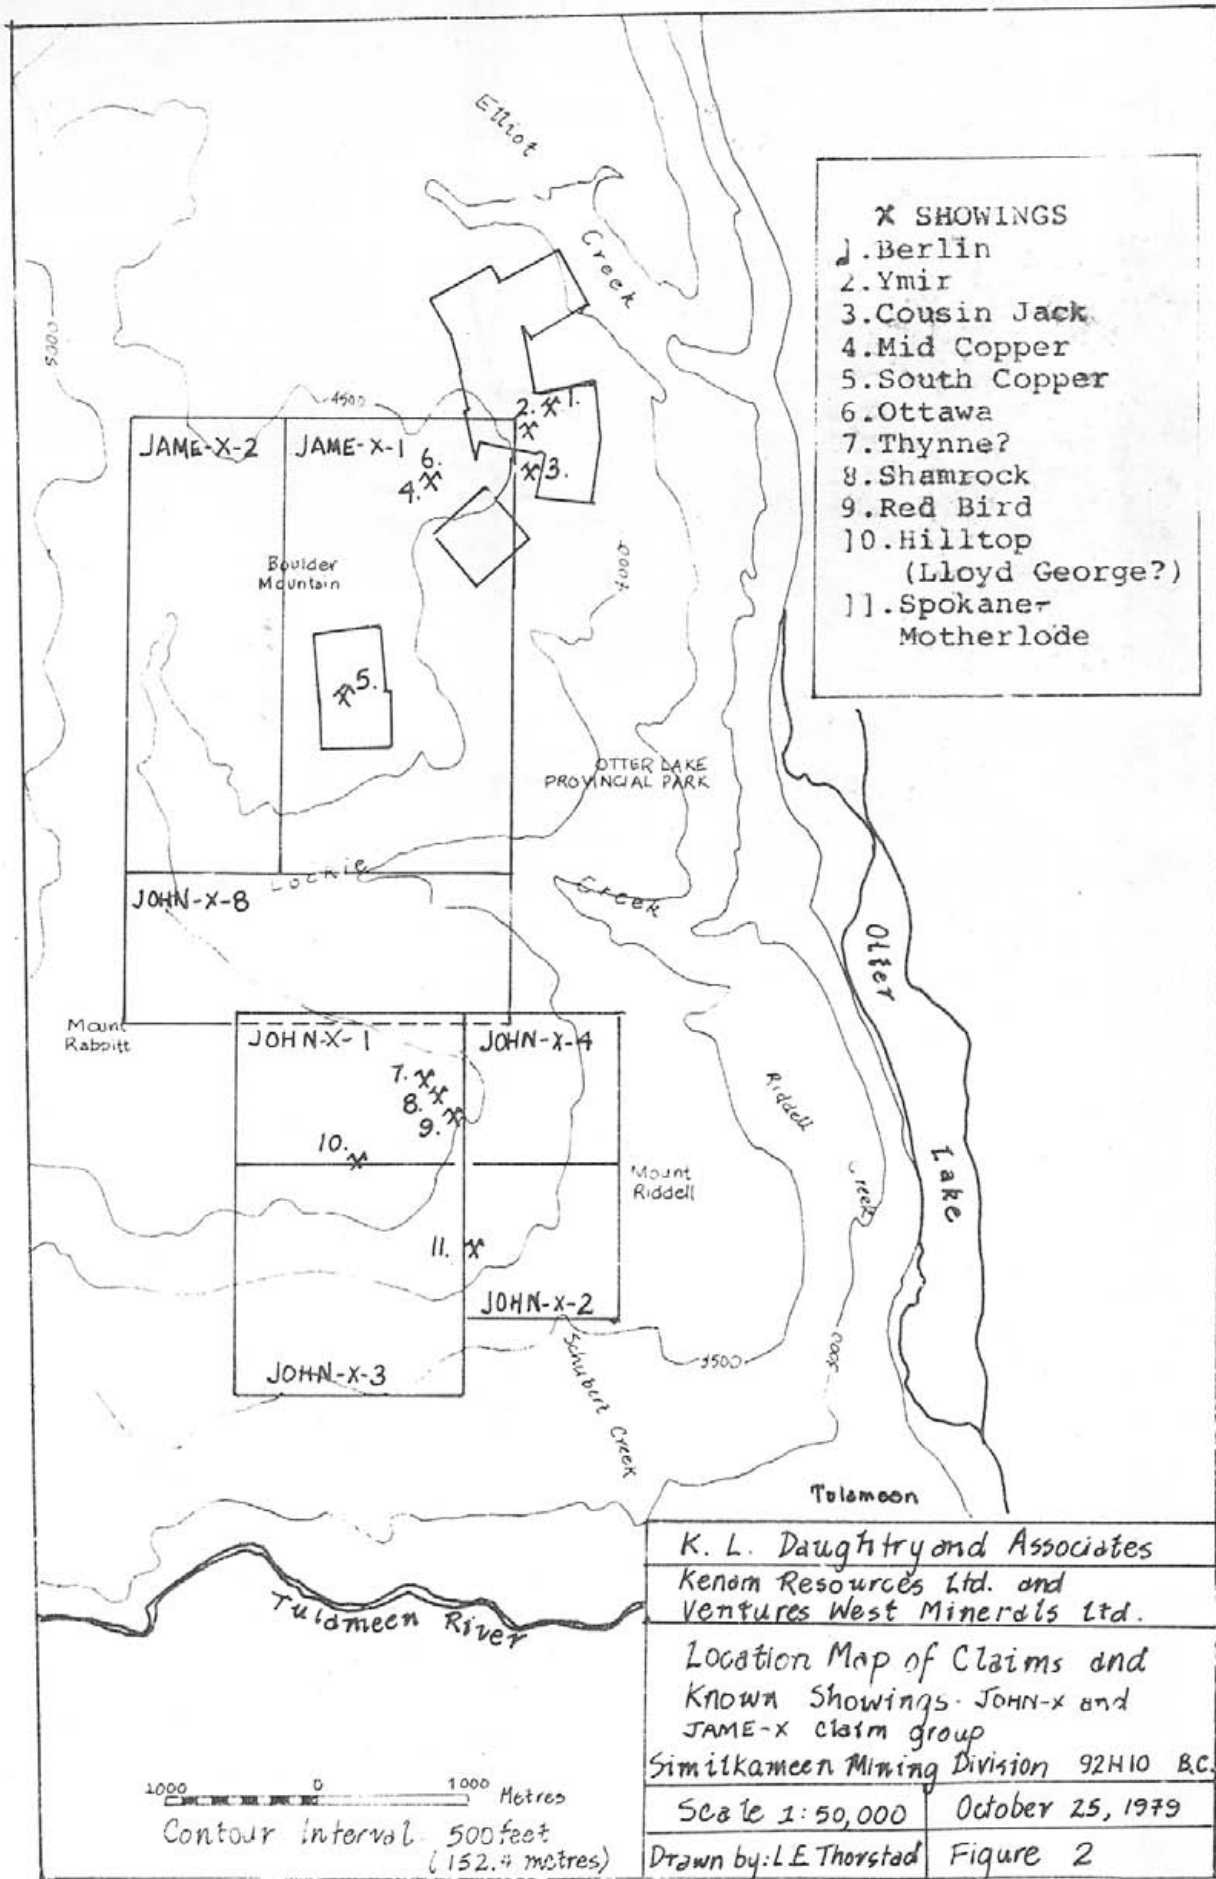 Elliot
Creek
X SHOWINGS
1.Berlin
2.Ymir
3.Cousin Jack
4.Mid Copper
5.South Copper
6.Ottawa
7.Thynne?
8.Shamrock
9.Red Bird
10.Hilltop
(Lloyd George?)
11.Spokane-
Motherlode
5000
4500
2. 1.
JAME-X-2
JAME-X-1
6.
4.
3.
4000
Boulder
Mountain
5.
OTTER LAKE
PROVINCIAL PARK
Lockie
Creek
JOHN-X-8
Otter
Lake
Mount
Rabbitt
JOHN-X-1
JOHN-X-4
7.
8.
9.
10.
Riddell
Creek
Mount
Riddell
11.
JOHN-X-2
JOHN-X-3
Schubert Creek
3500
3000
Tulameen
Tulameen River
K. L. Daughtry and Associates
Kenam Resources Ltd. and
Ventures West Minerals Ltd.
Location Map of Claims and
Known Showings. JOHN-X and
JAME-X claim group
Similkameen Mining Division 92H10 B.C.
Scale 1:50,000
October 25, 1979
Drawn by: L.E Thorstad
Figure 2
1000 0 1000 Metres
Contour Interval 500 feet
(152.4 metres)